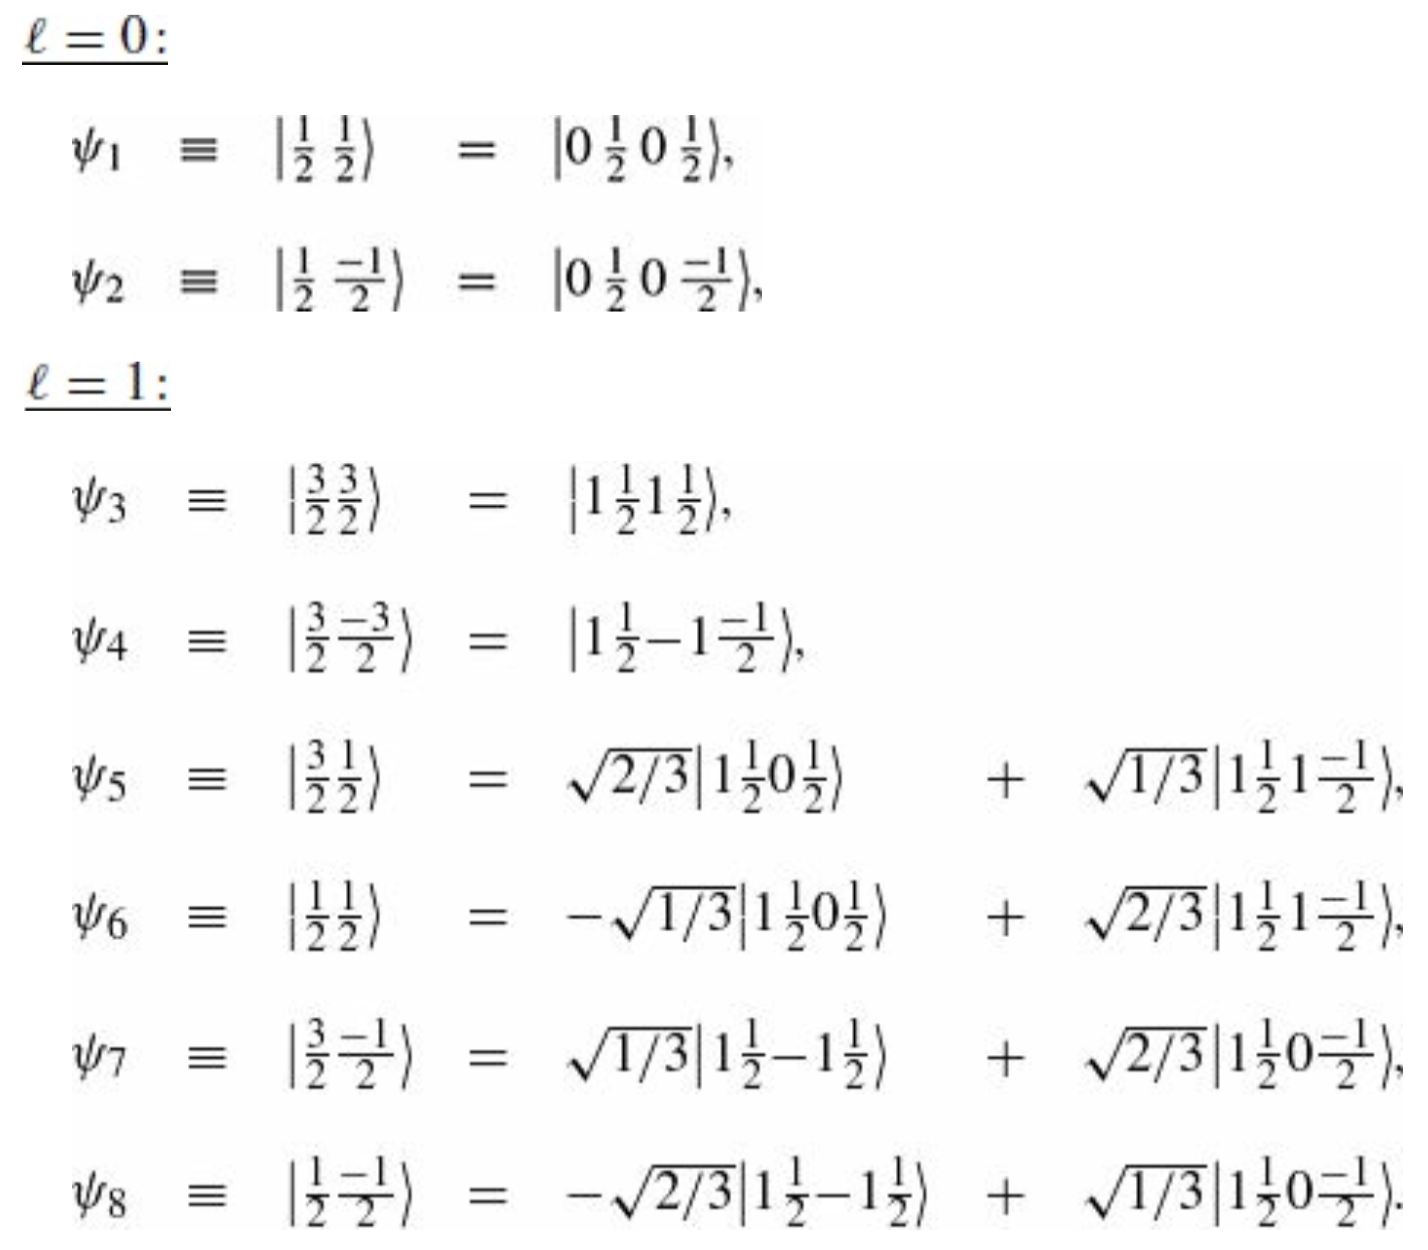 ℓ = 0:
ψ₁ ≡ |½ ½⟩ = |0 ½ 0 ½⟩,
ψ₂ ≡ |½ −1/2⟩ = |0 ½ 0 −1/2⟩,
ℓ = 1:
ψ₃ ≡ |3/2 3/2⟩ = |1 ½ 1 ½⟩,
ψ₄ ≡ |3/2 −3/2⟩ = |1 ½ −1 −1/2⟩,
ψ₅ ≡ |3/2 ½⟩ = √(2/3)|1 ½ 0 ½⟩ + √(1/3)|1 ½ 1 −1/2⟩,
ψ₆ ≡ |½ ½⟩ = −√(1/3)|1 ½ 0 ½⟩ + √(2/3)|1 ½ 1 −1/2⟩,
ψ₇ ≡ |3/2 −1/2⟩ = √(1/3)|1 ½ −1 ½⟩ + √(2/3)|1 ½ 0 −1/2⟩,
ψ₈ ≡ |½ −1/2⟩ = −√(2/3)|1 ½ −1 ½⟩ + √(1/3)|1 ½ 0 −1/2⟩.